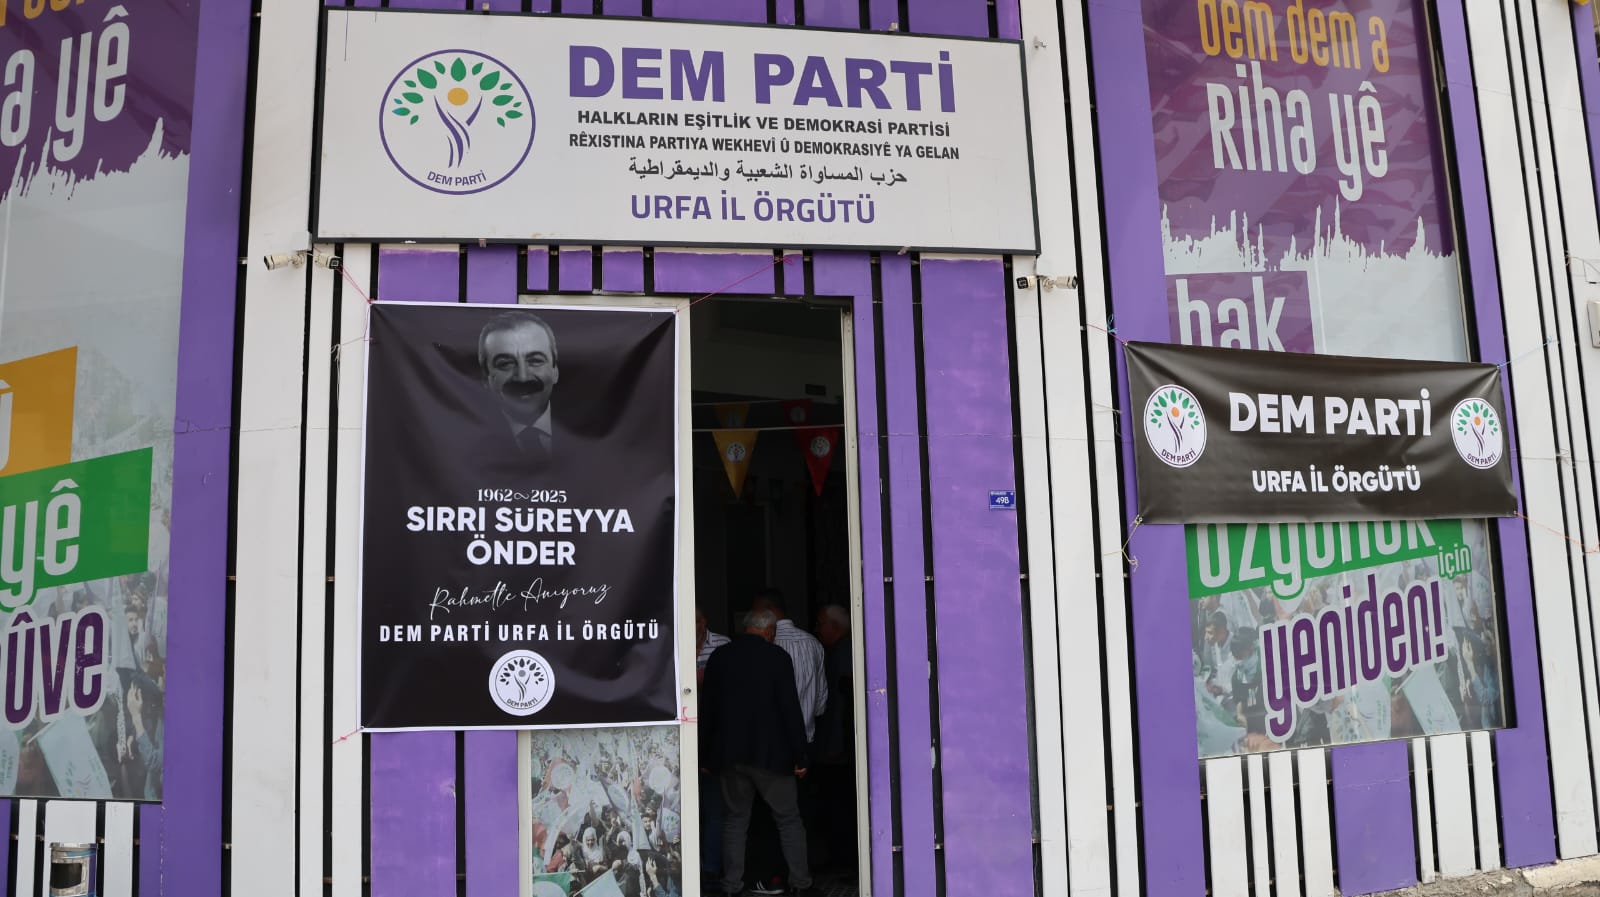 DEM PARTİ
HALKLARIN EŞİTLİK VE DEMOKRASI PARTİSI
RÊXISTINA PARTIYA WEKHEVÎ Û DEMOKRASIYÊ YA GELAN
حزب المساواة الشعبية والديمقراطية
URFA İL ÖRGÜTÜ
DEM PARTİ
a yê
yê
ûve
1962~2025
SIRRI SÜREYYA
ÖNDER
Rahmetle Anıyoruz
DEM PARTİ URFA İL ÖRGÜTÜ
DEM PARTİ
49B
dem dem a
Riha yê
hak
DEM PARTİ
URFA İL ÖRGÜTÜ
DEM PARTİ
DEM PARTİ
özgürlük
için
yeniden!